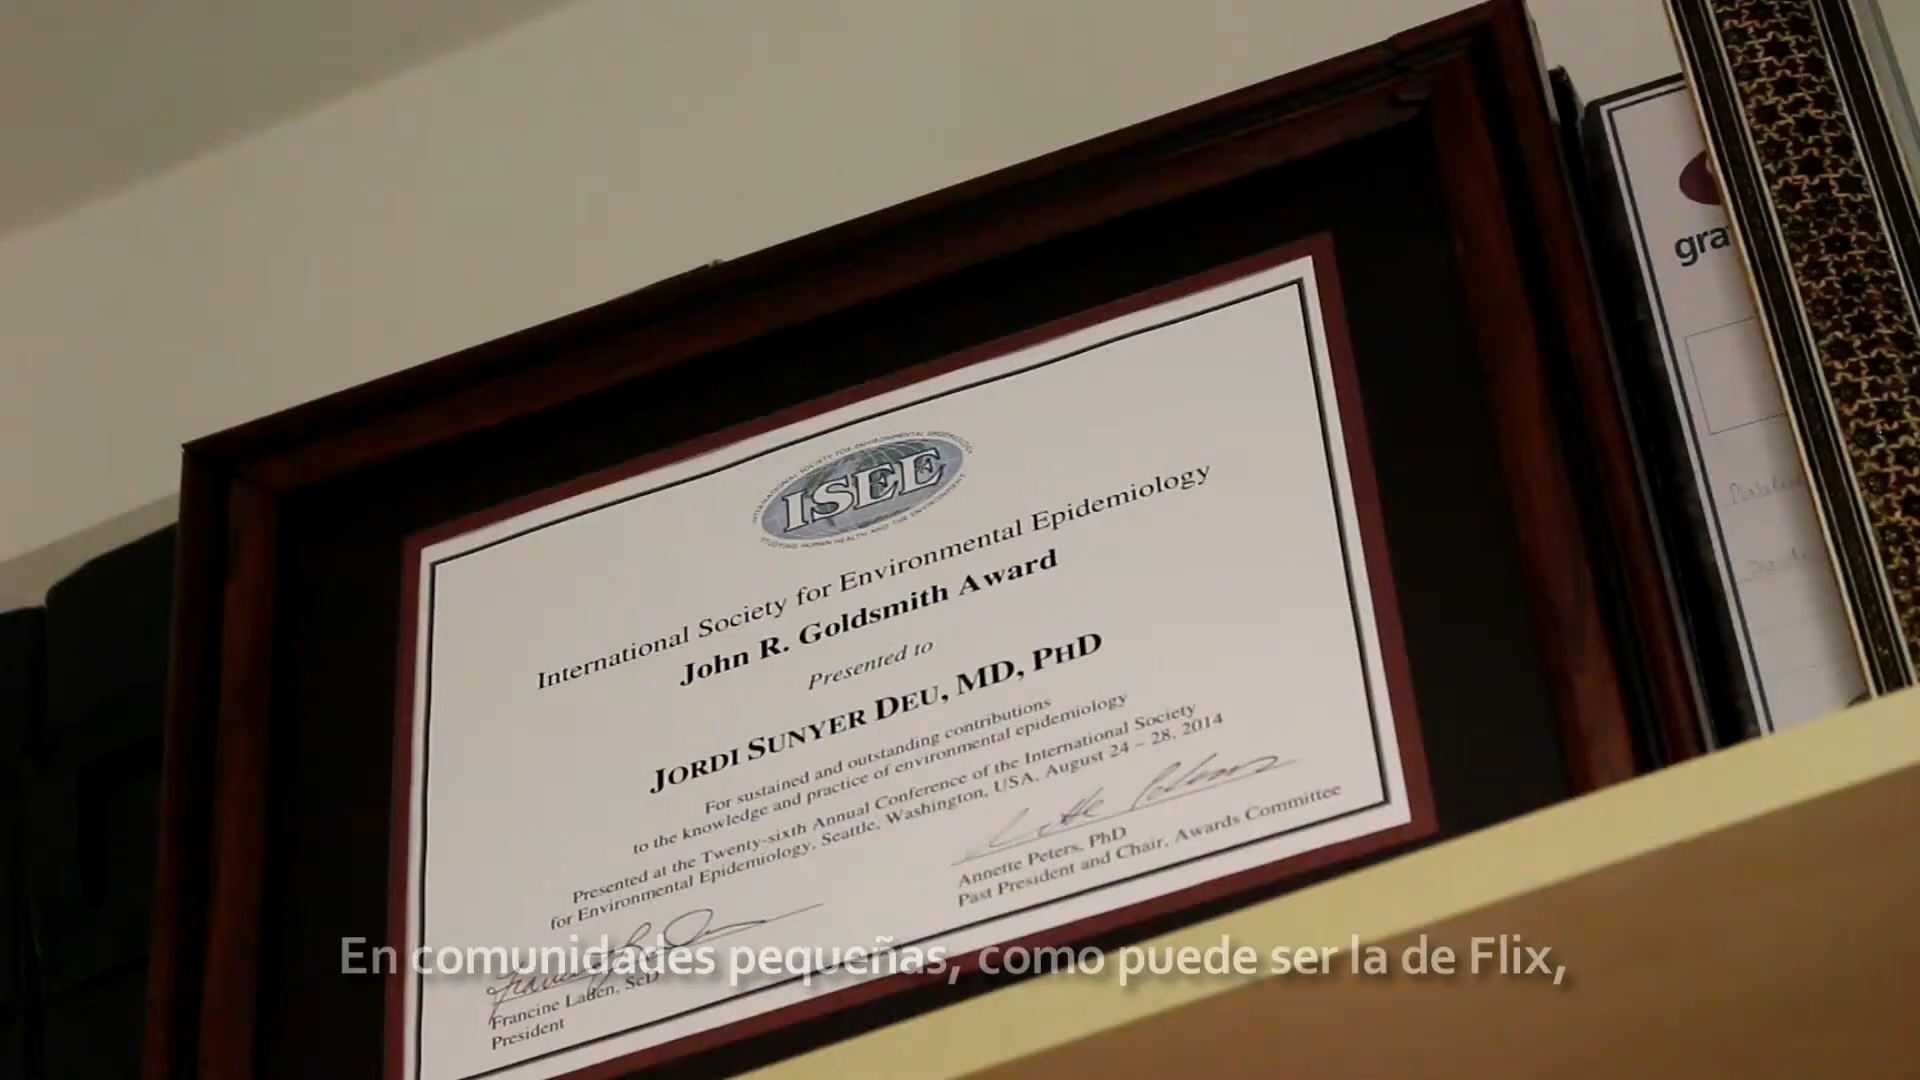 ISEE
International Society for Environmental Epidemiology
John R. Goldsmith Award
Presented to
JORDI SUNYER DEU, MD, PHD
For sustained and outstanding contributions
to the knowledge and practice of environmental epidemiology
Presented at the Twenty-sixth Annual Conference of the International Society
for Environmental Epidemiology, Seattle, Washington, USA, August 24 – 28, 2014
Annette Peters, PhD
Past President and Chair, Awards Committee
Francine Laden, ScD
President
gra
En comunidades pequeñas, como puede ser la de Flix,